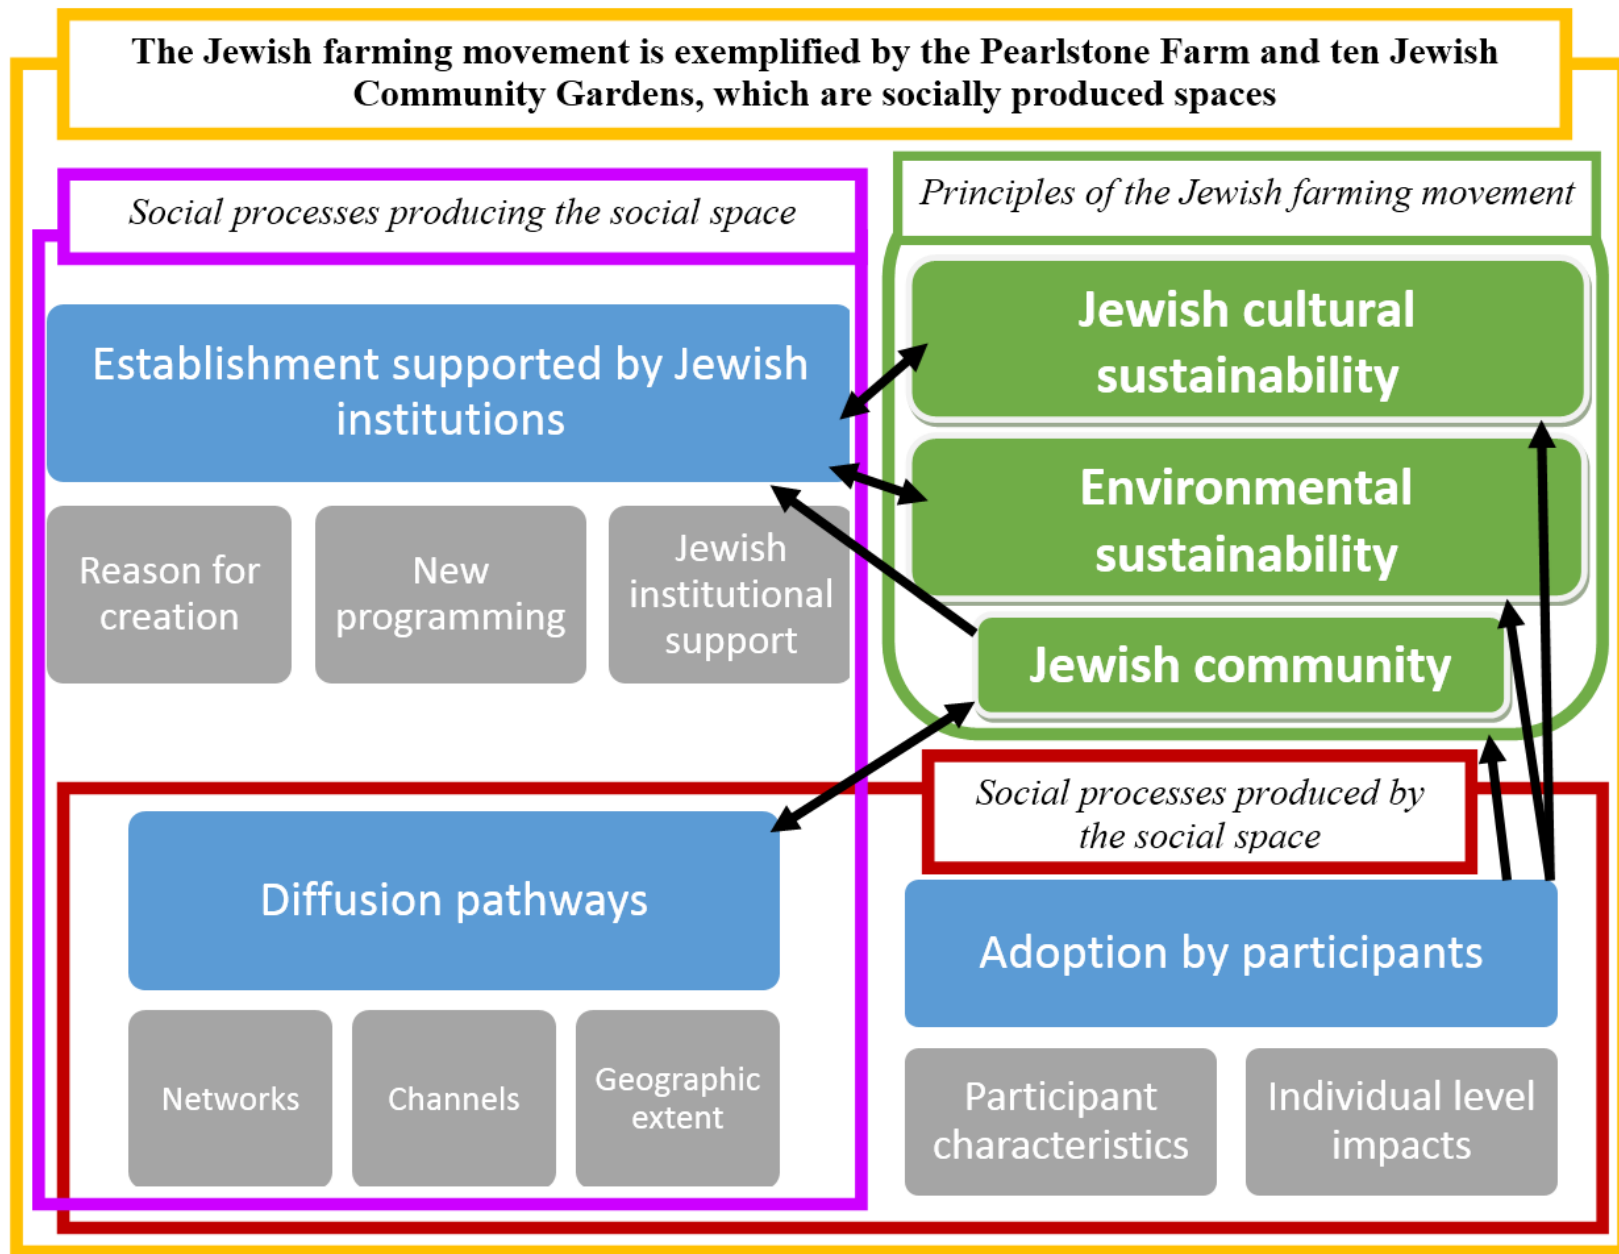 The Jewish farming movement is exemplified by the Pearlstone Farm and ten Jewish
Community Gardens, which are socially produced spaces
Social processes producing the social space
Principles of the Jewish farming movement
Establishment supported by Jewish
institutions
Reason for
creation
New
programming
Jewish
institutional
support
Jewish cultural
sustainability
Environmental
sustainability
Jewish community
Social processes produced by
the social space
Diffusion pathways
Networks
Channels
Geographic
extent
Adoption by participants
Participant
characteristics
Individual level
impacts